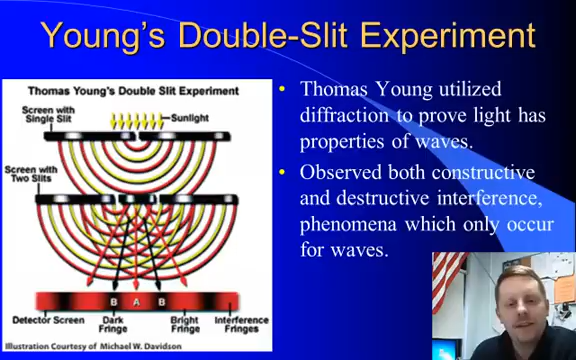 Young's Double-Slit Experiment
Thomas Young's Double Slit Experiment
Screen with
Single Slit
Sunlight
Screen with
Two Slits
B A B
Detector Screen
Dark
Fringe
Bright
Fringe
Interference
Fringes
Illustration Courtesy of Michael W. Davidson
• Thomas Young utilized
diffraction to prove light has
properties of waves.
• Observed both constructive
and destructive interference,
phenomena which only occur
for waves.